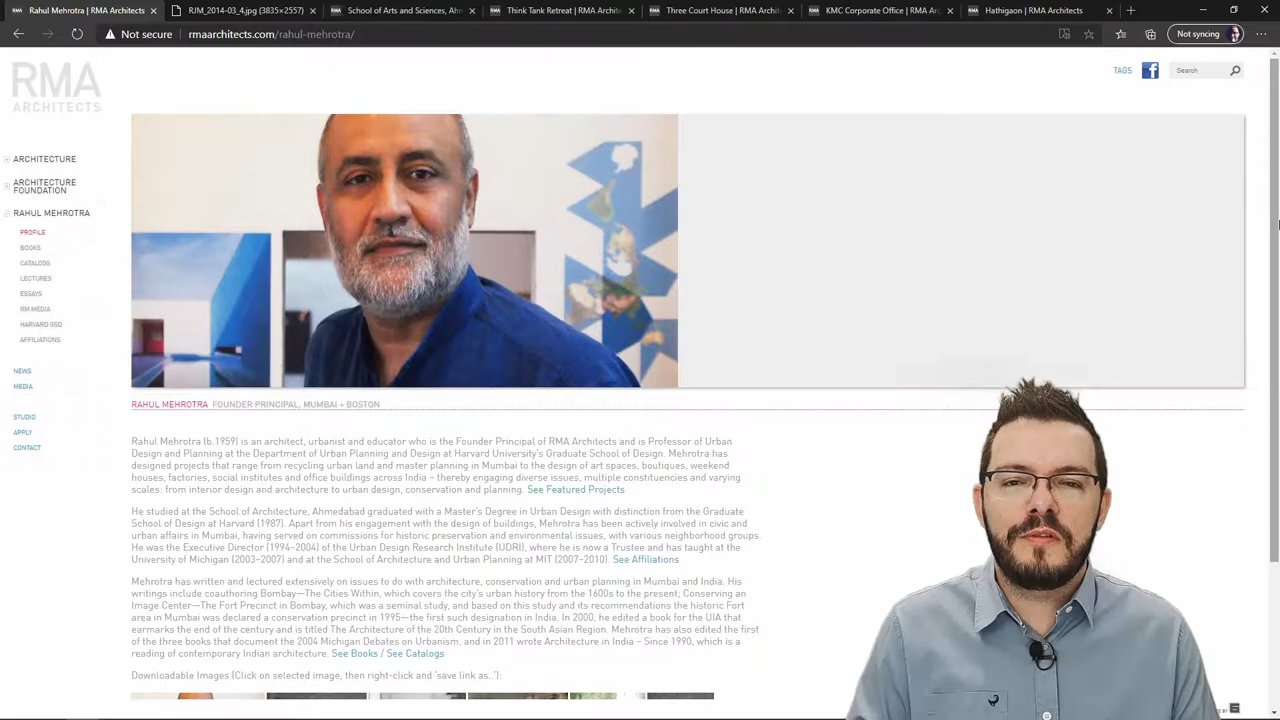 Rahul Mehrotra | RMA Architects
RJM_2014-03_4.jpg (3835×2557)
School of Arts and Sciences, Ahm
Think Tank Retreat | RMA Archite
Three Court House | RMA Archite
KMC Corporate Office | RMA Arc
Hathigaon | RMA Architects
Not secure rmaarchitects.com/rahul-mehrotra/
Not syncing
RMA
ARCHITECTS
TAGS
Search
ARCHITECTURE
ARCHITECTURE
FOUNDATION
RAHUL MEHROTRA
PROFILE
BOOKS
CATALOGS
LECTURES
ESSAYS
RM MEDIA
HARVARD GSD
AFFILIATIONS
NEWS
MEDIA
STUDIO
APPLY
CONTACT
RAHUL MEHROTRA FOUNDER PRINCIPAL, MUMBAI + BOSTON
Rahul Mehrotra (b.1959) is an architect, urbanist and educator who is the Founder Principal of RMA Architects and is Professor of Urban
Design and Planning at the Department of Urban Planning and Design at Harvard University's Graduate School of Design. Mehrotra has
designed projects that range from recycling urban land and master planning in Mumbai to the design of art spaces, boutiques, weekend
houses, factories, social institutes and office buildings across India – thereby engaging diverse issues, multiple constituencies and varying
scales: from interior design and architecture to urban design, conservation and planning. See Featured Projects
He studied at the School of Architecture, Ahmedabad graduated with a Master's Degree in Urban Design with distinction from the Graduate
School of Design at Harvard (1987). Apart from his engagement with the design of buildings, Mehrotra has been actively involved in civic and
urban affairs in Mumbai, having served on commissions for historic preservation and environmental issues, with various neighborhood groups.
He was the Executive Director (1994–2004) of the Urban Design Research Institute (UDRI), where he is now a Trustee and has taught at the
University of Michigan (2003–2007) and at the School of Architecture and Urban Planning at MIT (2007–2010). See Affiliations
Mehrotra has written and lectured extensively on issues to do with architecture, conservation and urban planning in Mumbai and India. His
writings include coauthoring Bombay—The Cities Within, which covers the city's urban history from the 1600s to the present; Conserving an
Image Center—The Fort Precinct in Bombay, which was a seminal study, and based on this study and its recommendations the historic Fort
area in Mumbai was declared a conservation precinct in 1995—the first such designation in India. In 2000, he edited a book for the UIA that
earmarks the end of the century and is titled The Architecture of the 20th Century in the South Asian Region. Mehrotra has also edited the first
of the three books that document the 2004 Michigan Debates on Urbanism, and in 2011 wrote Architecture in India – Since 1990, which is a
reading of contemporary Indian architecture. See Books / See Catalogs
Downloadable Images (Click on selected image, then right-click and 'save link as..'):